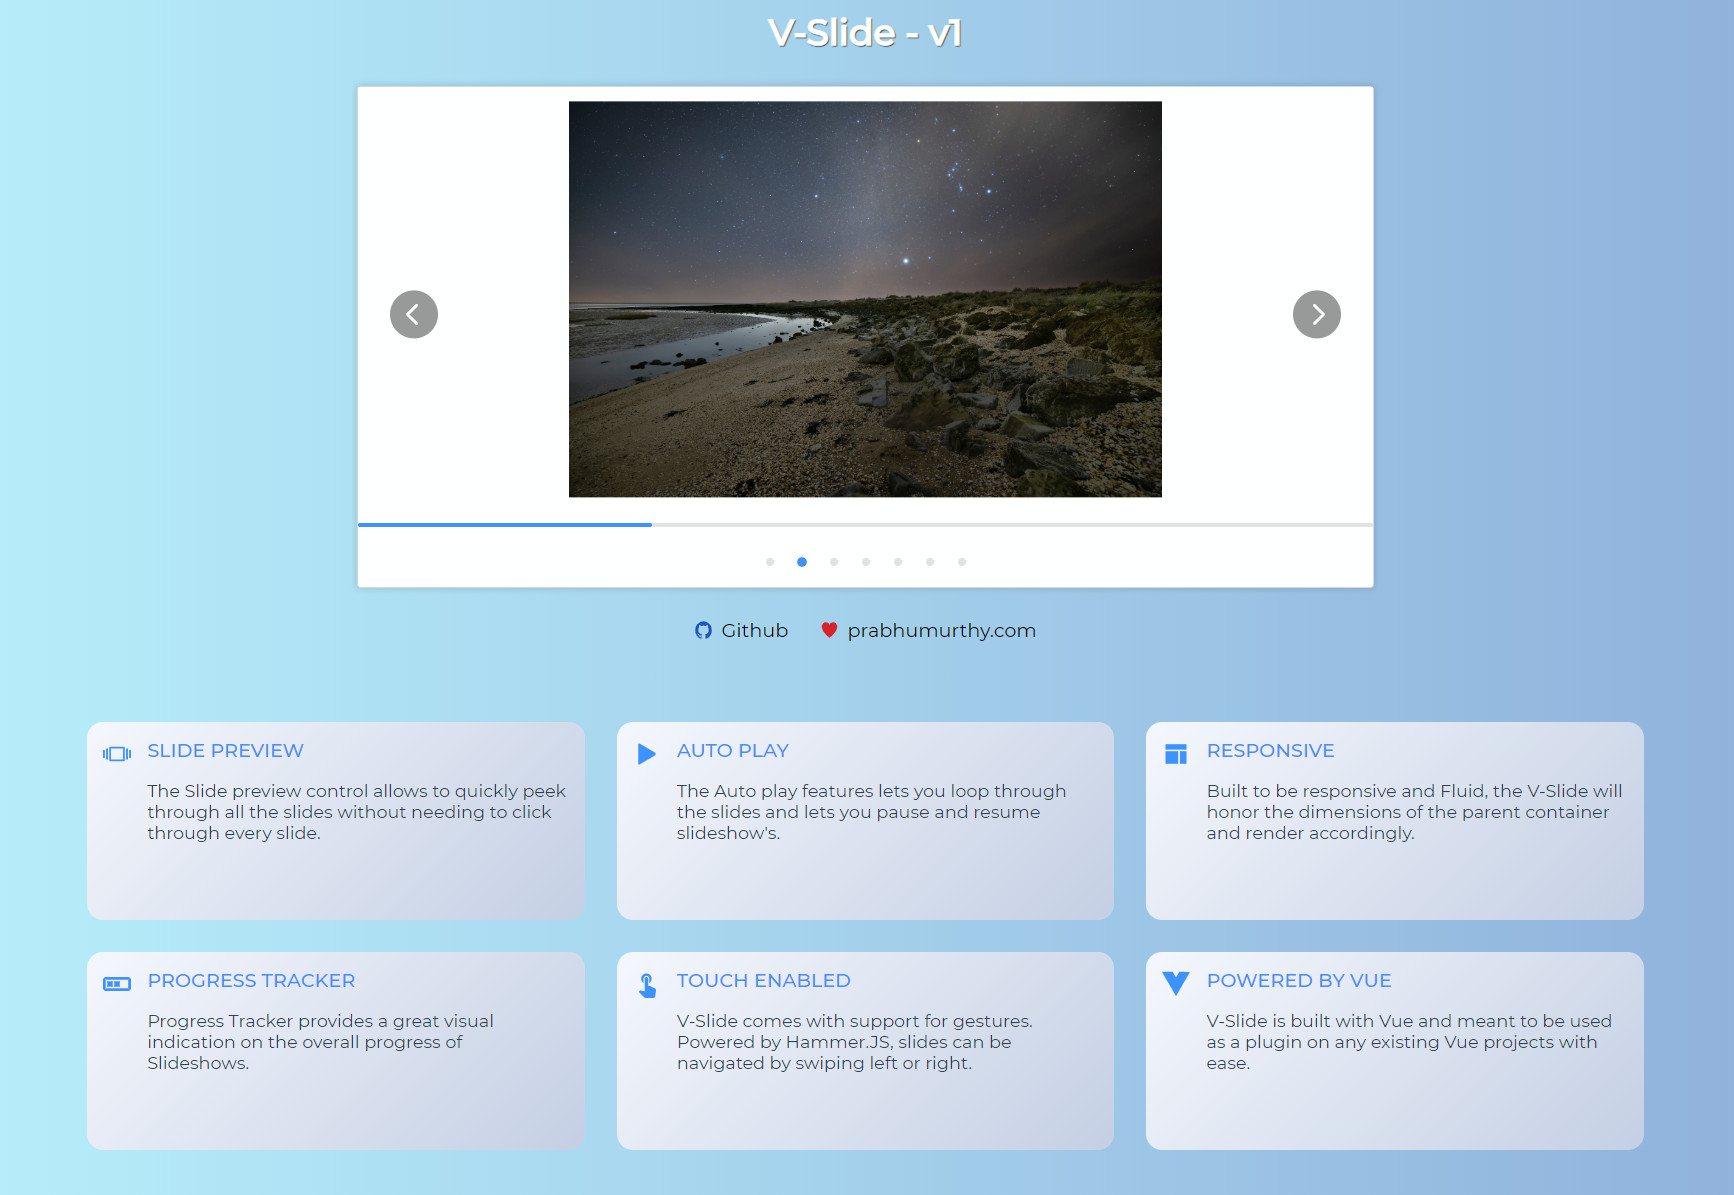 V-Slide - v1
Github
prabhumurthy.com
SLIDE PREVIEW
The Slide preview control allows to quickly peek
through all the slides without needing to click
through every slide.
AUTO PLAY
The Auto play features lets you loop through
the slides and lets you pause and resume
slideshow's.
RESPONSIVE
Built to be responsive and Fluid, the V-Slide will
honor the dimensions of the parent container
and render accordingly.
PROGRESS TRACKER
Progress Tracker provides a great visual
indication on the overall progress of
Slideshows.
TOUCH ENABLED
V-Slide comes with support for gestures.
Powered by Hammer.JS, slides can be
navigated by swiping left or right.
POWERED BY VUE
V-Slide is built with Vue and meant to be used
as a plugin on any existing Vue projects with
ease.